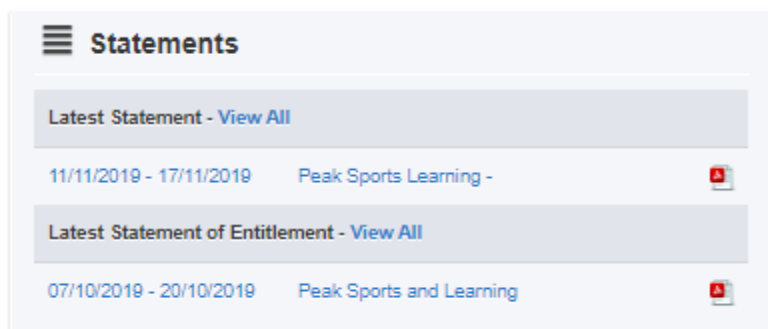 Statements
Latest Statement - View All
11/11/2019 - 17/11/2019 Peak Sports Learning -
Latest Statement of Entitlement - View All
07/10/2019 - 20/10/2019 Peak Sports and Learning